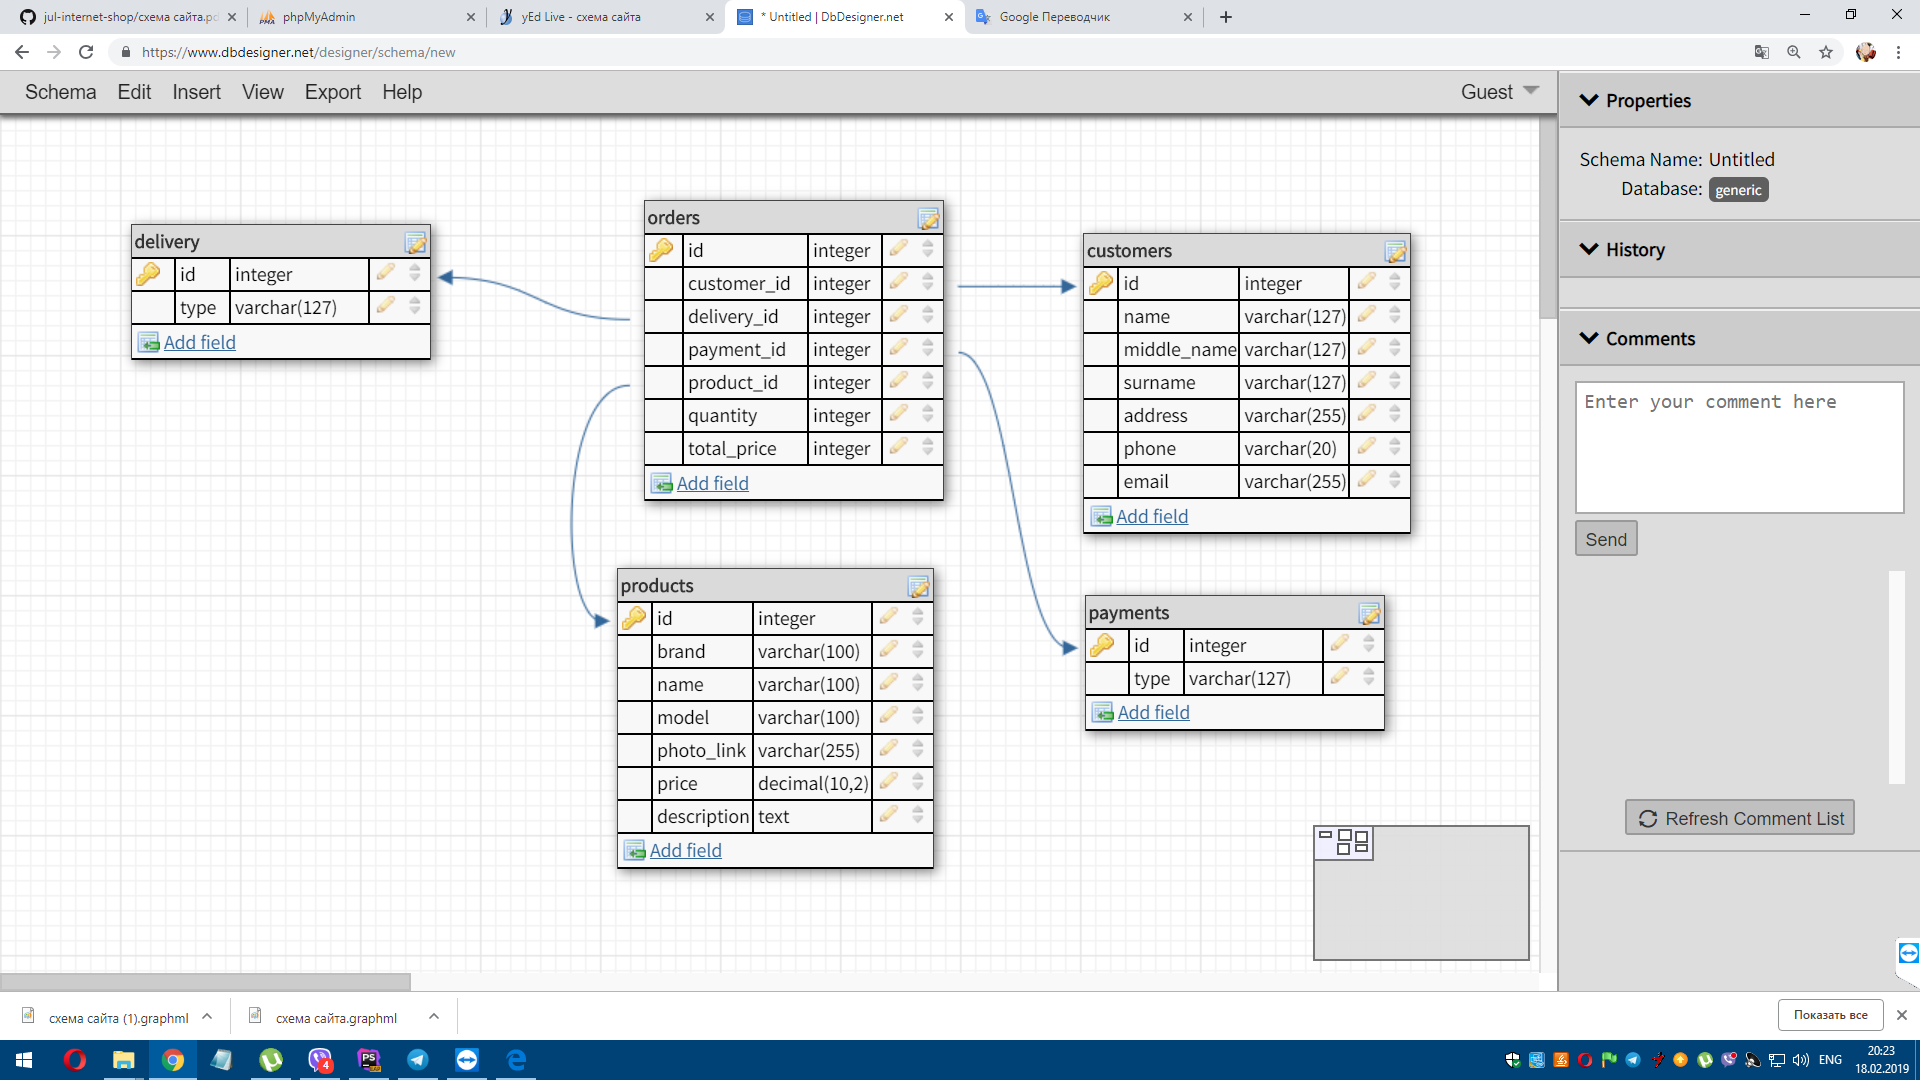 jul-internet-shop/схема сайта.pd
phpMyAdmin
yEd Live - схема сайта
* Untitled | DbDesigner.net
Google Переводчик
https://www.dbdesigner.net/designer/schema/new
Schema Edit Insert View Export Help
Guest
delivery
id integer
type varchar(127)
Add field
orders
id integer
customer_id integer
delivery_id integer
payment_id integer
product_id integer
quantity integer
total_price integer
Add field
customers
id integer
name varchar(127)
middle_name varchar(127)
surname varchar(127)
address varchar(255)
phone varchar(20)
email varchar(255)
Add field
products
id integer
brand varchar(100)
name varchar(100)
model varchar(100)
photo_link varchar(255)
price decimal(10,2)
description text
Add field
payments
id integer
type varchar(127)
Add field
Properties
Schema Name: Untitled
Database: generic
History
Comments
Enter your comment here
Send
Refresh Comment List
схема сайта (1).graphml
схема сайта.graphml
Показать все
4
PS
ENG
20:23
18.02.2019